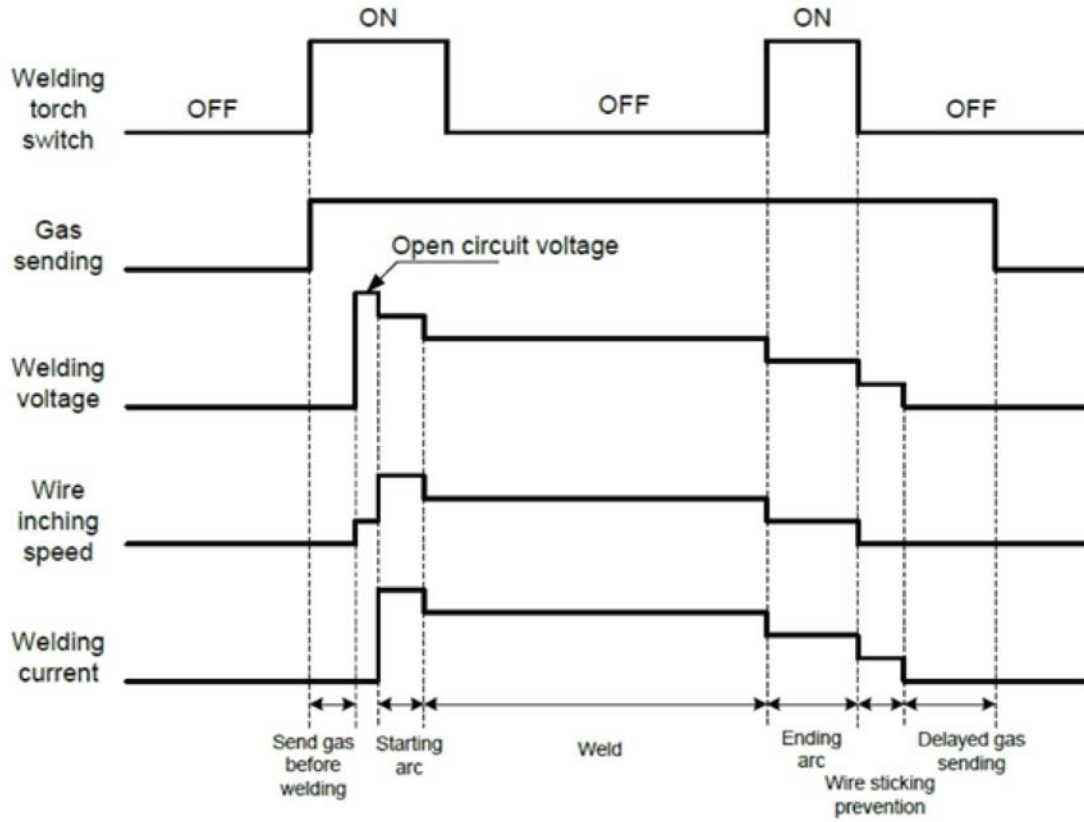 ON
ON
Welding
torch
switch
OFF
OFF
OFF
Gas
sending
Open circuit voltage
Welding
voltage
Wire
inching
speed
Welding
current
Send gas
before
welding
Starting
arc
Weld
Ending
arc
Wire sticking
prevention
Delayed gas
sending